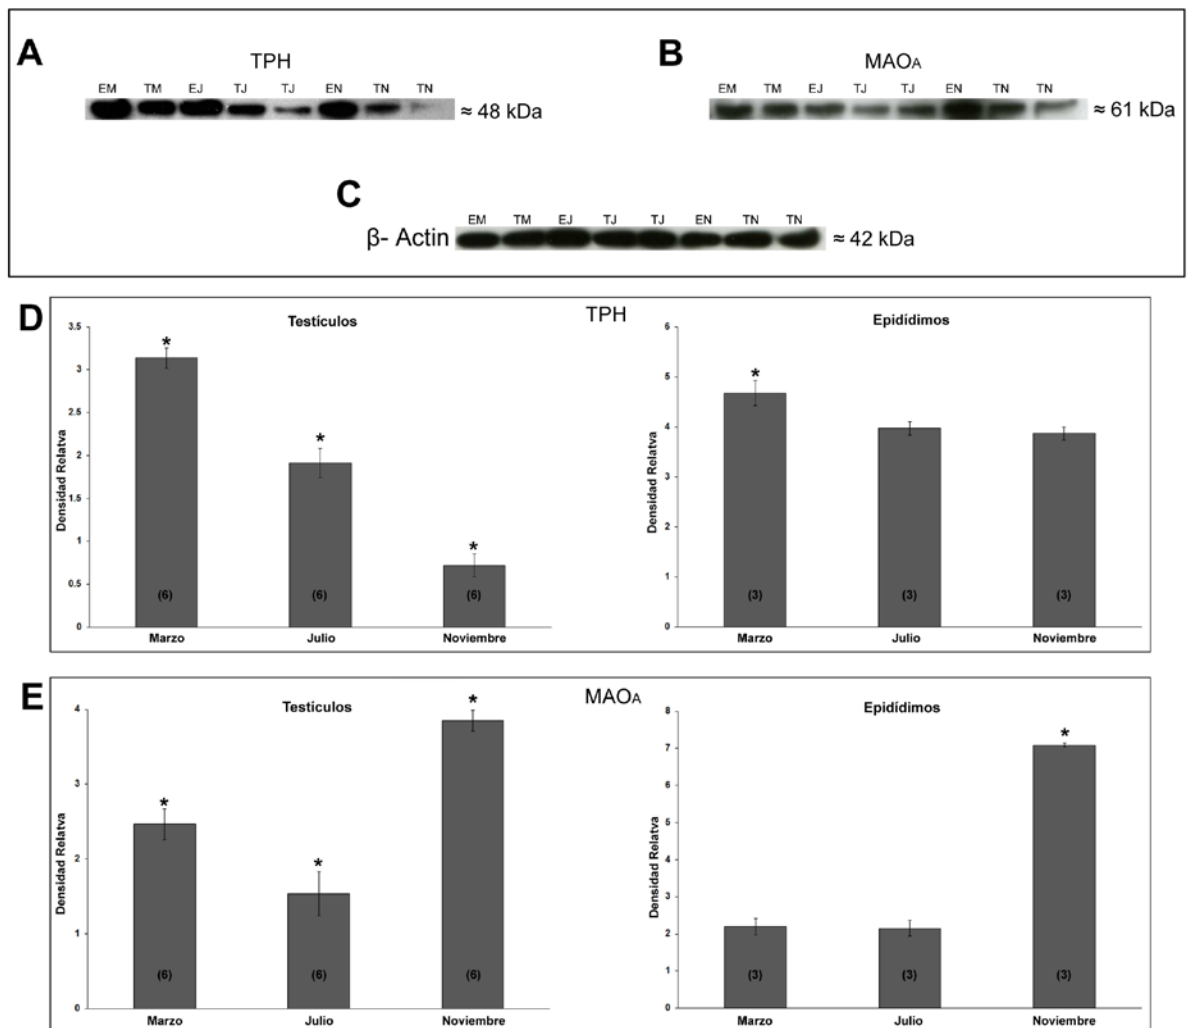 A
TPH
EM TM EJ TJ TJ EN TN TN
≈ 48 kDa
B
MAOA
EM TM EJ TJ TJ EN TN TN
≈ 61 kDa
C
EM TM EJ TJ TJ EN TN TN
β- Actin
≈ 42 kDa
D
TPH
Testículos
Densidad Relatva
3.5
3
2.5
2
1.5
1
0.5
0
* * *
(6) (6) (6)
Marzo Julio Noviembre
Epidídimos
Densidad Relatva
6
5
4
3
2
1
0
*
(3) (3) (3)
Marzo Julio Noviembre
E
MAOA
Testículos
Densidad Relatva
4
3
2
1
0
* * *
(6) (6) (6)
Marzo Julio Noviembre
Epidídimos
Densidad Relatva
8
7
6
5
4
3
2
1
0
*
(3) (3) (3)
Marzo Julio Noviembre